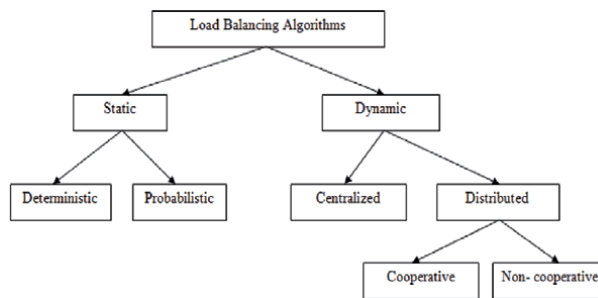 Load Balancing Algorithms
Static
Dynamic
Deterministic
Probabilistic
Centralized
Distributed
Cooperative
Non- cooperative